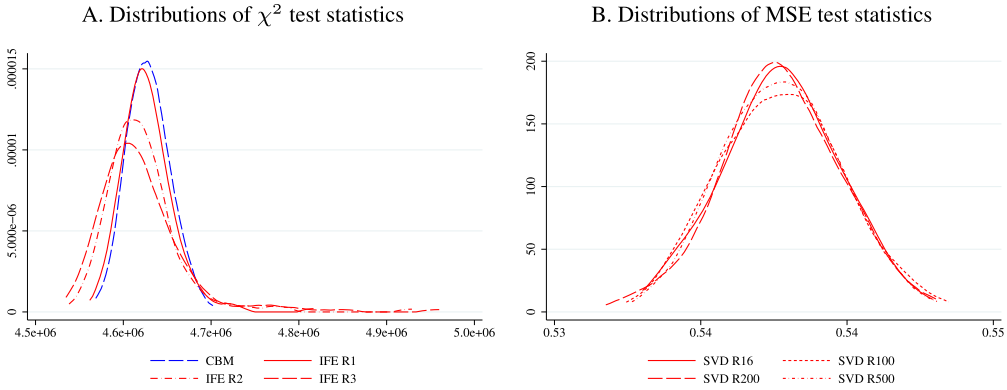 A. Distributions of χ² test statistics
.000015
.00001
5.000e-06
0
4.5e+06 4.6e+06 4.7e+06 4.8e+06 4.9e+06 5.0e+06
CBM IFE R1
IFE R2 IFE R3
B. Distributions of MSE test statistics
200
150
100
50
0
0.53 0.54 0.54 0.55
SVD R16 SVD R100
SVD R200 SVD R500